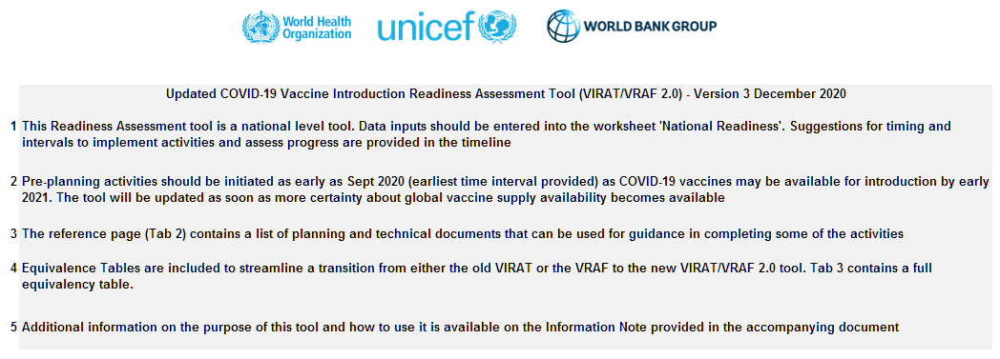 World Health
Organization
unicef
WORLD BANK GROUP
Updated COVID-19 Vaccine Introduction Readiness Assessment Tool (VIRAT/VRAF 2.0) - Version 3 December 2020
1 This Readiness Assessment tool is a national level tool. Data inputs should be entered into the worksheet 'National Readiness'. Suggestions for timing and
intervals to implement activities and assess progress are provided in the timeline
2 Pre-planning activities should be initiated as early as Sept 2020 (earliest time interval provided) as COVID-19 vaccines may be available for introduction by early
2021. The tool will be updated as soon as more certainty about global vaccine supply availability becomes available
3 The reference page (Tab 2) contains a list of planning and technical documents that can be used for guidance in completing some of the activities
4 Equivalence Tables are included to streamline a transition from either the old VIRAT or the VRAF to the new VIRAT/VRAF 2.0 tool. Tab 3 contains a full
equivalency table.
5 Additional information on the purpose of this tool and how to use it is available on the Information Note provided in the accompanying document